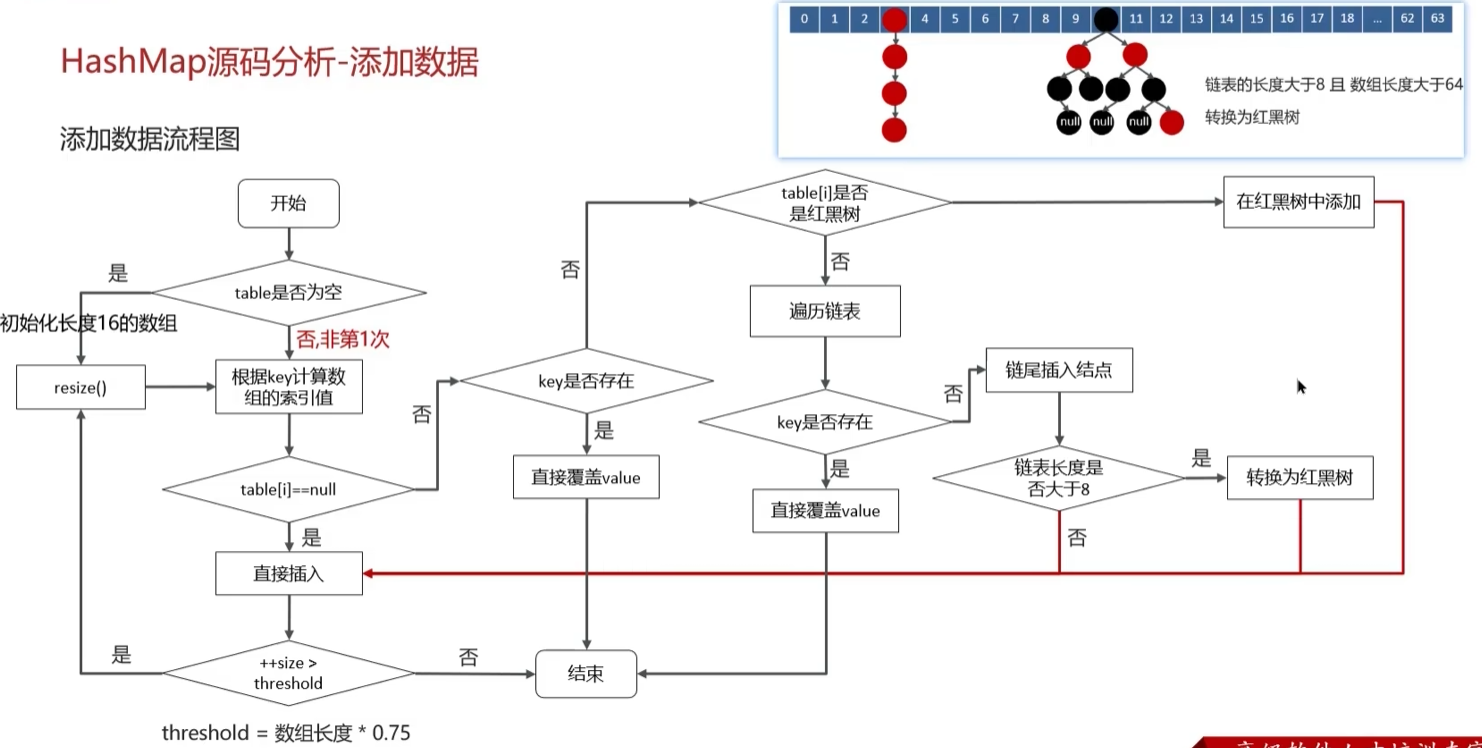 0 1 2 4 5 6 7 8 9 11 12 13 14 15 16 17 18 ... 62 63
HashMap源码分析-添加数据
链表的长度大于8 且 数组长度大于64
转换为红黑树
null null null
添加数据流程图
开始
table[i]是否
是红黑树
在红黑树中添加
是
否
否
table是否为空
遍历链表
初始化长度16的数组
否,非第1次
resize()
根据key计算数
组的索引值
key是否存在
链尾插入结点
否
否
key是否存在
是
直接覆盖value
是
链表长度是
否大于8
是
转换为红黑树
table[i]==null
直接覆盖value
是
否
直接插入
是
++size >
threshold
否
结束
threshold = 数组长度 * 0.75